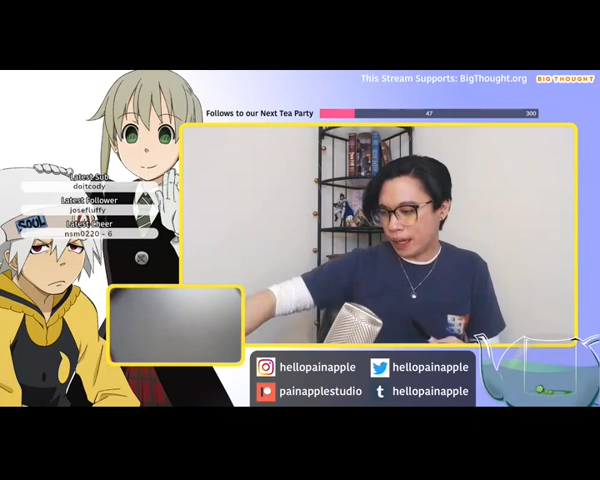 This Stream Supports: BigThought.org
BIG THOUGHT
Follows to our Next Tea Party
47
300
Latest Sub
doitcody
Latest Follower
josefluffy
Latest Cheer
nsm0220 - 6
SOUL
hellopainapple
hellopainapple
painapplestudio
hellopainapple